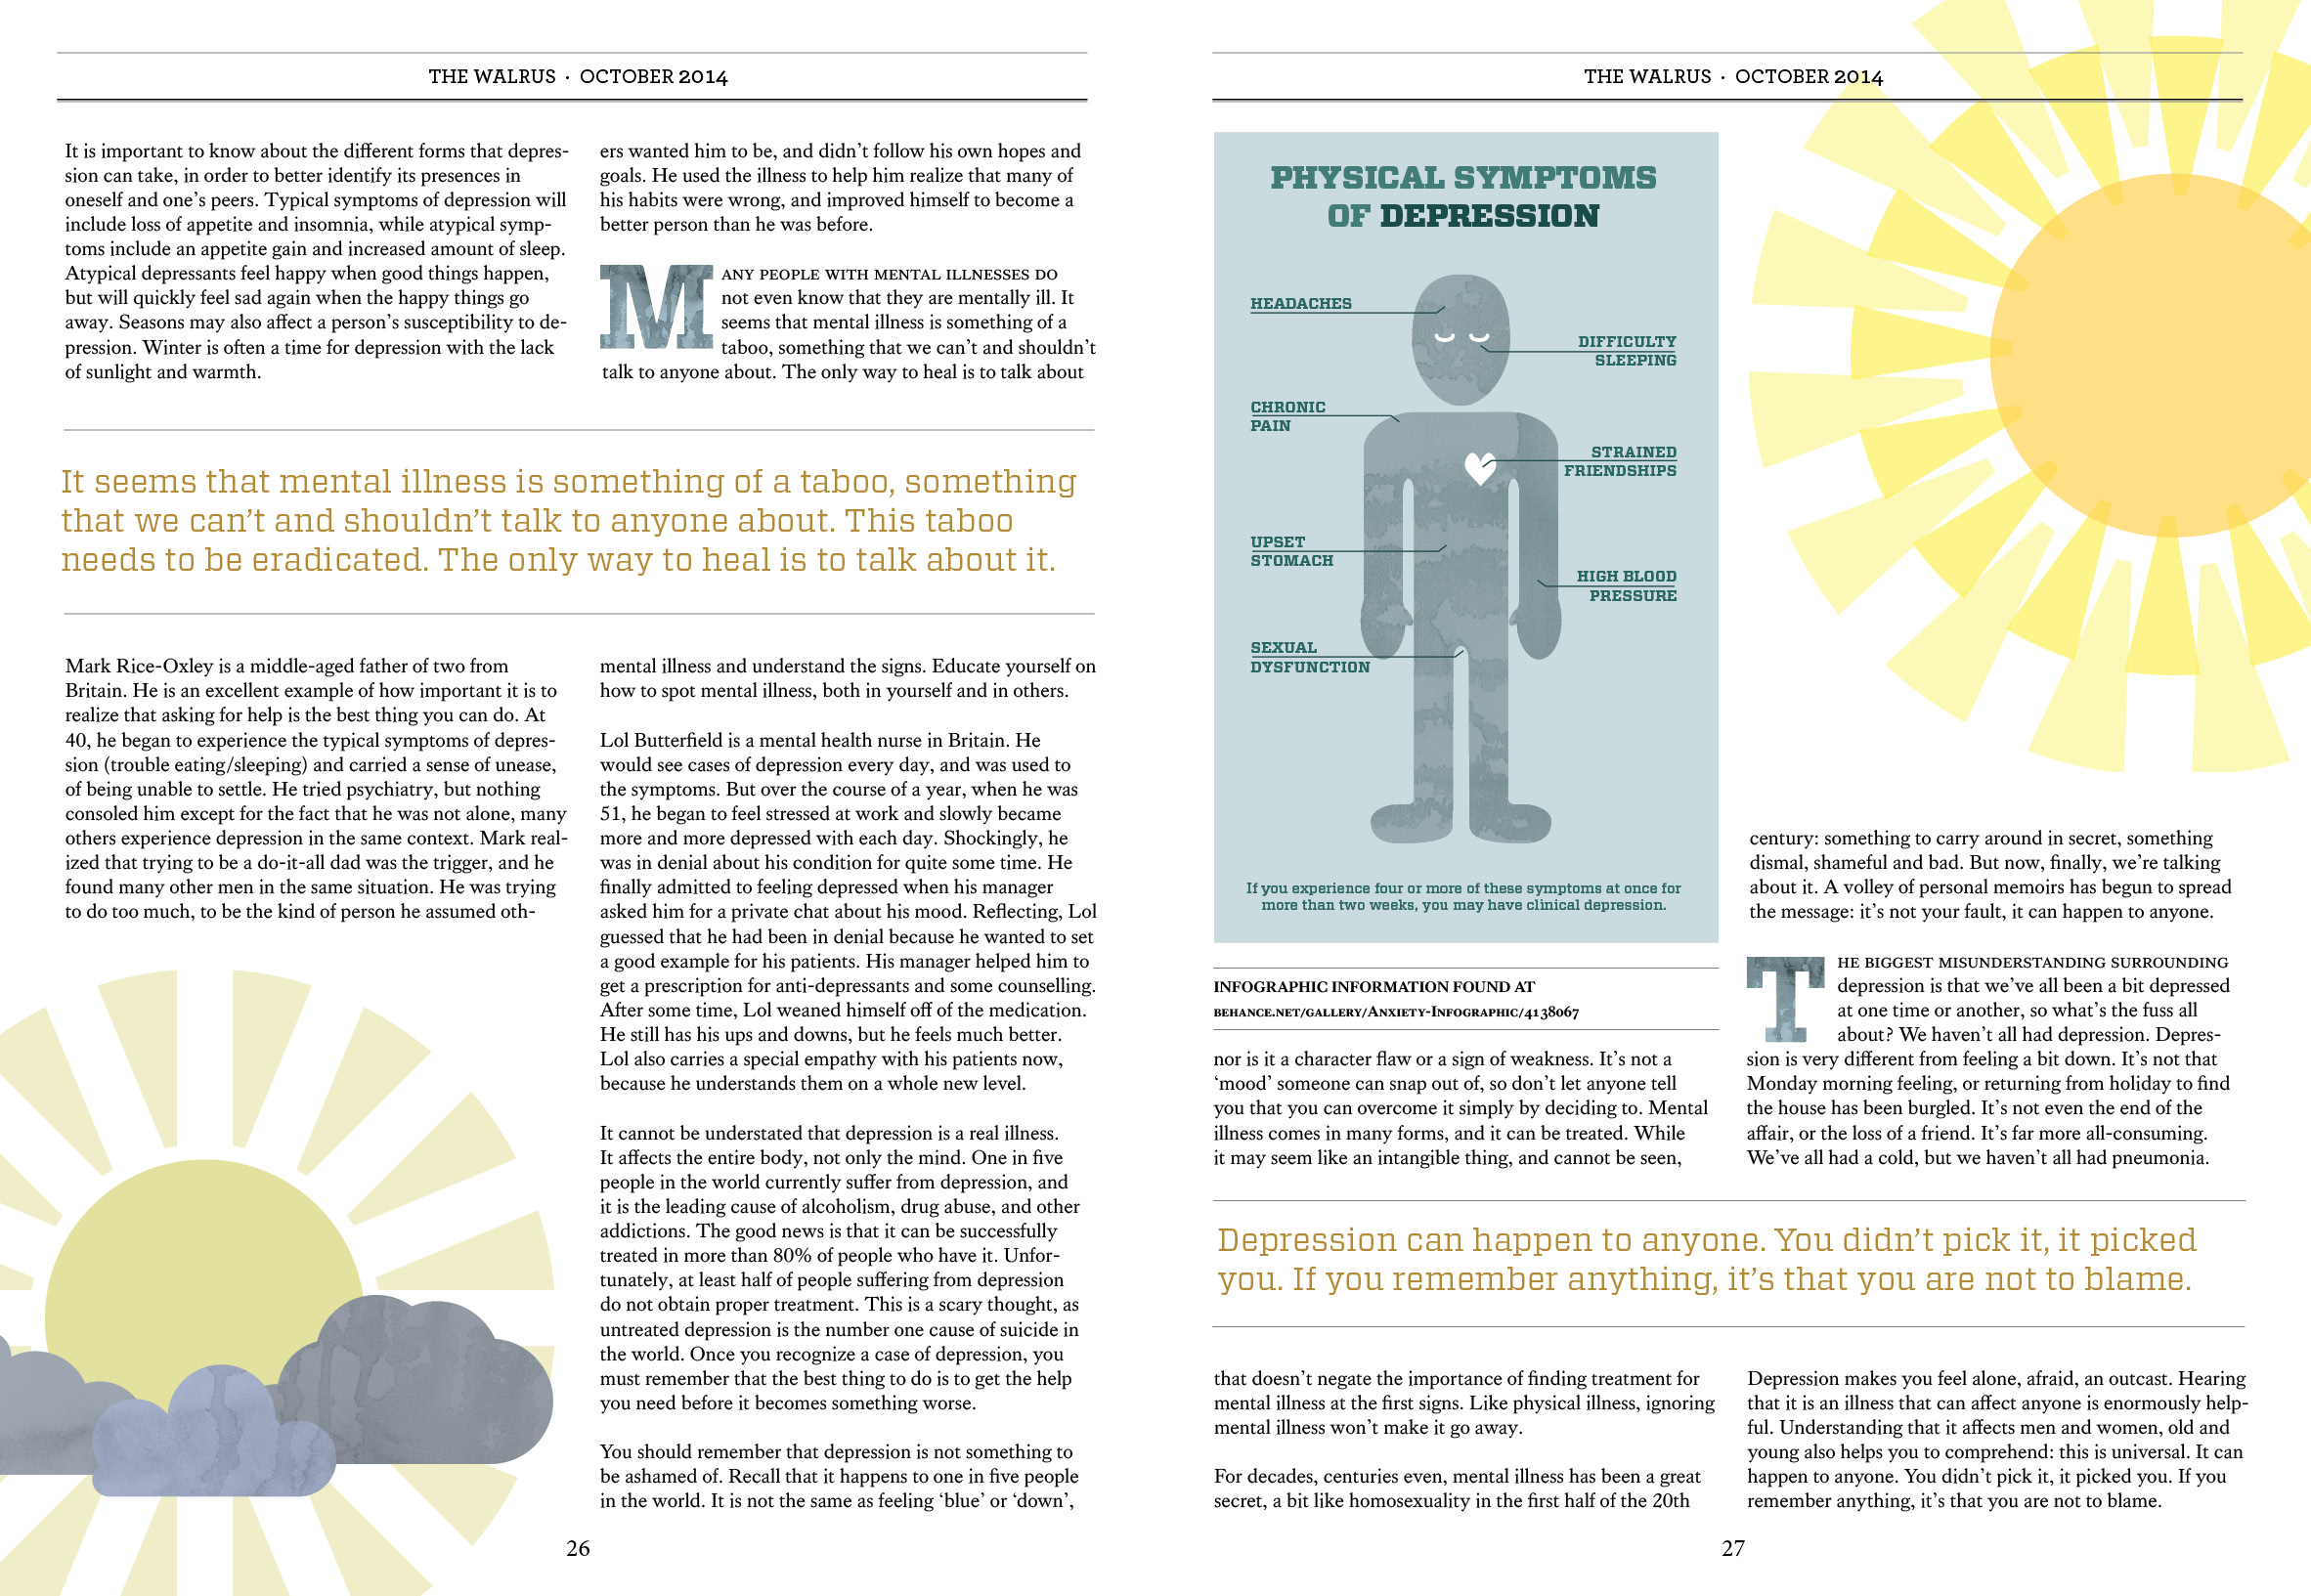 THE WALRUS · OCTOBER 2014
It is important to know about the different forms that depres-
sion can take, in order to better identify its presences in
oneself and one's peers. Typical symptoms of depression will
include loss of appetite and insomnia, while atypical symp-
toms include an appetite gain and increased amount of sleep.
Atypical depressants feel happy when good things happen,
but will quickly feel sad again when the happy things go
away. Seasons may also affect a person's susceptibility to de-
pression. Winter is often a time for depression with the lack
of sunlight and warmth.
ers wanted him to be, and didn't follow his own hopes and
goals. He used the illness to help him realize that many of
his habits were wrong, and improved himself to become a
better person than he was before.
MANY PEOPLE WITH MENTAL ILLNESSES DO
not even know that they are mentally ill. It
seems that mental illness is something of a
taboo, something that we can't and shouldn't
talk to anyone about. The only way to heal is to talk about
It seems that mental illness is something of a taboo, something
that we can't and shouldn't talk to anyone about. This taboo
needs to be eradicated. The only way to heal is to talk about it.
Mark Rice-Oxley is a middle-aged father of two from
Britain. He is an excellent example of how important it is to
realize that asking for help is the best thing you can do. At
40, he began to experience the typical symptoms of depres-
sion (trouble eating/sleeping) and carried a sense of unease,
of being unable to settle. He tried psychiatry, but nothing
consoled him except for the fact that he was not alone, many
others experience depression in the same context. Mark real-
ized that trying to be a do-it-all dad was the trigger, and he
found many other men in the same situation. He was trying
to do too much, to be the kind of person he assumed oth-
mental illness and understand the signs. Educate yourself on
how to spot mental illness, both in yourself and in others.
Lol Butterfield is a mental health nurse in Britain. He
would see cases of depression every day, and was used to
the symptoms. But over the course of a year, when he was
51, he began to feel stressed at work and slowly became
more and more depressed with each day. Shockingly, he
was in denial about his condition for quite some time. He
finally admitted to feeling depressed when his manager
asked him for a private chat about his mood. Reflecting, Lol
guessed that he had been in denial because he wanted to set
a good example for his patients. His manager helped him to
get a prescription for anti-depressants and some counselling.
After some time, Lol weaned himself off of the medication.
He still has his ups and downs, but he feels much better.
Lol also carries a special empathy with his patients now,
because he understands them on a whole new level.
It cannot be understated that depression is a real illness.
It affects the entire body, not only the mind. One in five
people in the world currently suffer from depression, and
it is the leading cause of alcoholism, drug abuse, and other
addictions. The good news is that it can be successfully
treated in more than 80% of people who have it. Unfor-
tunately, at least half of people suffering from depression
do not obtain proper treatment. This is a scary thought, as
untreated depression is the number one cause of suicide in
the world. Once you recognize a case of depression, you
must remember that the best thing to do is to get the help
you need before it becomes something worse.
You should remember that depression is not something to
be ashamed of. Recall that it happens to one in five people
in the world. It is not the same as feeling 'blue' or 'down',
26
THE WALRUS · OCTOBER 2014
PHYSICAL SYMPTOMS
OF DEPRESSION
HEADACHES
DIFFICULTY
SLEEPING
CHRONIC
PAIN
STRAINED
FRIENDSHIPS
UPSET
STOMACH
HIGH BLOOD
PRESSURE
SEXUAL
DYSFUNCTION
If you experience four or more of these symptoms at once for
more than two weeks, you may have clinical depression.
INFOGRAPHIC INFORMATION FOUND AT
BEHANCE.NET/GALLERY/ANXIETY-INFOGRAPHIC/4138067
nor is it a character flaw or a sign of weakness. It's not a
'mood' someone can snap out of, so don't let anyone tell
you that you can overcome it simply by deciding to. Mental
illness comes in many forms, and it can be treated. While
it may seem like an intangible thing, and cannot be seen,
century: something to carry around in secret, something
dismal, shameful and bad. But now, finally, we're talking
about it. A volley of personal memoirs has begun to spread
the message: it's not your fault, it can happen to anyone.
THE BIGGEST MISUNDERSTANDING SURROUNDING
depression is that we've all been a bit depressed
at one time or another, so what's the fuss all
about? We haven't all had depression. Depres-
sion is very different from feeling a bit down. It's not that
Monday morning feeling, or returning from holiday to find
the house has been burgled. It's not even the end of the
affair, or the loss of a friend. It's far more all-consuming.
We've all had a cold, but we haven't all had pneumonia.
Depression can happen to anyone. You didn't pick it, it picked
you. If you remember anything, it's that you are not to blame.
that doesn't negate the importance of finding treatment for
mental illness at the first signs. Like physical illness, ignoring
mental illness won't make it go away.
For decades, centuries even, mental illness has been a great
secret, a bit like homosexuality in the first half of the 20th
Depression makes you feel alone, afraid, an outcast. Hearing
that it is an illness that can affect anyone is enormously help-
ful. Understanding that it affects men and women, old and
young also helps you to comprehend: this is universal. It can
happen to anyone. You didn't pick it, it picked you. If you
remember anything, it's that you are not to blame.
27